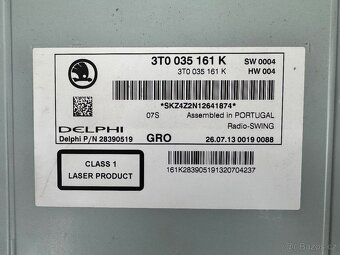 3T0 035 161 K
SW 0004
3T0 035 161 K
HW 004
*SKZ4Z2N12641874*
07S
Assembled in PORTUGAL
Radio-SWING
DELPHI
Delphi P/N 28390519
GRO
26.07.13 0019 0088
CLASS 1
LASER PRODUCT
161K283905191320704237